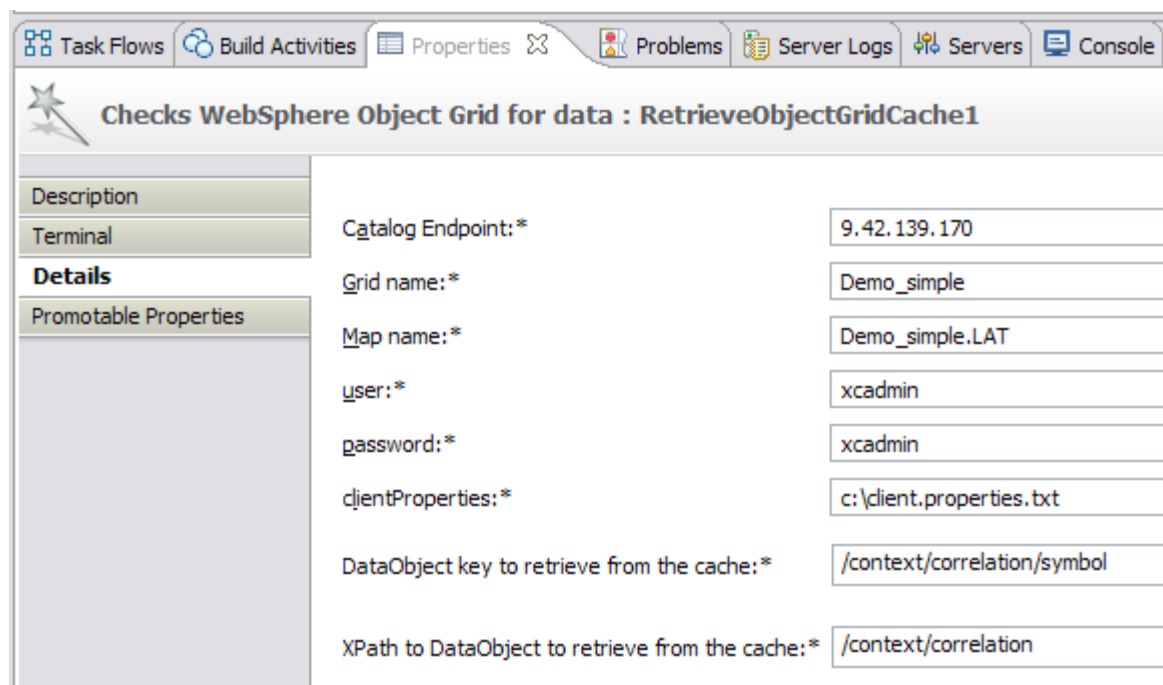 Task Flows Build Activities Properties Problems Server Logs Servers Console
Checks WebSphere Object Grid for data : RetrieveObjectGridCache1
Description
Terminal
Details
Promotable Properties
Catalog Endpoint:* 9.42.139.170
Grid name:* Demo_simple
Map name:* Demo_simple.LAT
user:* xcadmin
password:* xcadmin
clientProperties:* c:\client.properties.txt
DataObject key to retrieve from the cache:* /context/correlation/symbol
XPath to DataObject to retrieve from the cache:* /context/correlation